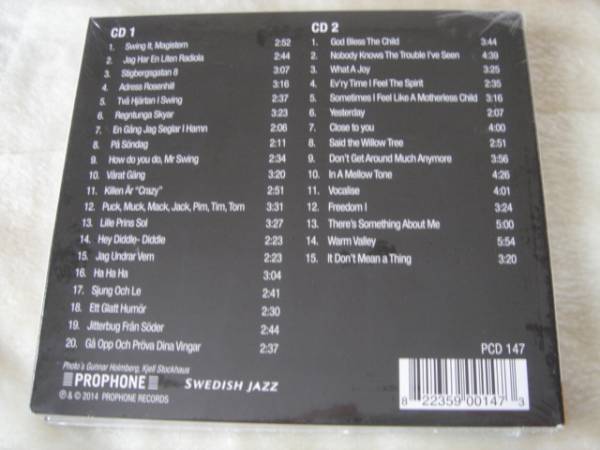 CD 1
1. Swing It, Magistern 2:52
2. Jag Har En Liten Radiola 2:44
3. Stigbergsgatan 8 3:07
4. Adress Rosenhill 3:16
5. Två Hjärtan I Swing 2:37
6. Regntunga Skyar 3:23
7. En Gång Jag Seglar I Hamn 2:06
8. På Söndag 2:11
9. How do you do, Mr Swing 2:34
10. Vårat Gäng 3:20
11. Killen Är "Crazy" 2:51
12. Puck, Muck, Mack, Jack, Pim, Tim, Tom 3:31
13. Lille Prins Sol 3:27
14. Hey Diddle- Diddle 2:23
15. Jag Undrar Vem 2:23
16. Ha Ha Ha 3:04
17. Sjung Och Le 2:41
18. Ett Glatt Humör 2:30
19. Jitterbug Från Söder 2:44
20. Gå Opp Och Pröva Dina Vingar 2:37
CD 2
1. God Bless The Child 3:44
2. Nobody Knows The Trouble I've Seen 4:39
3. What A Joy 3:25
4. Ev'ry Time I Feel The Spirit 2:35
5. Sometimes I Feel Like A Motherless Child 3:16
6. Yesterday 2:07
7. Close to you 4:00
8. Said the Willow Tree 2:51
9. Don't Get Around Much Anymore 3:56
10. In A Mellow Tone 4:26
11. Vocalise 4:01
12. Freedom I 3:24
13. There's Something About Me 5:00
14. Warm Valley 5:54
15. It Don't Mean a Thing 3:20
Photo's Gunnar Holmberg, Kjell Stockhaus
PROPHONE SWEDISH JAZZ
℗ & © 2014 PROPHONE RECORDS
PCD 147
8 22359 00147 3